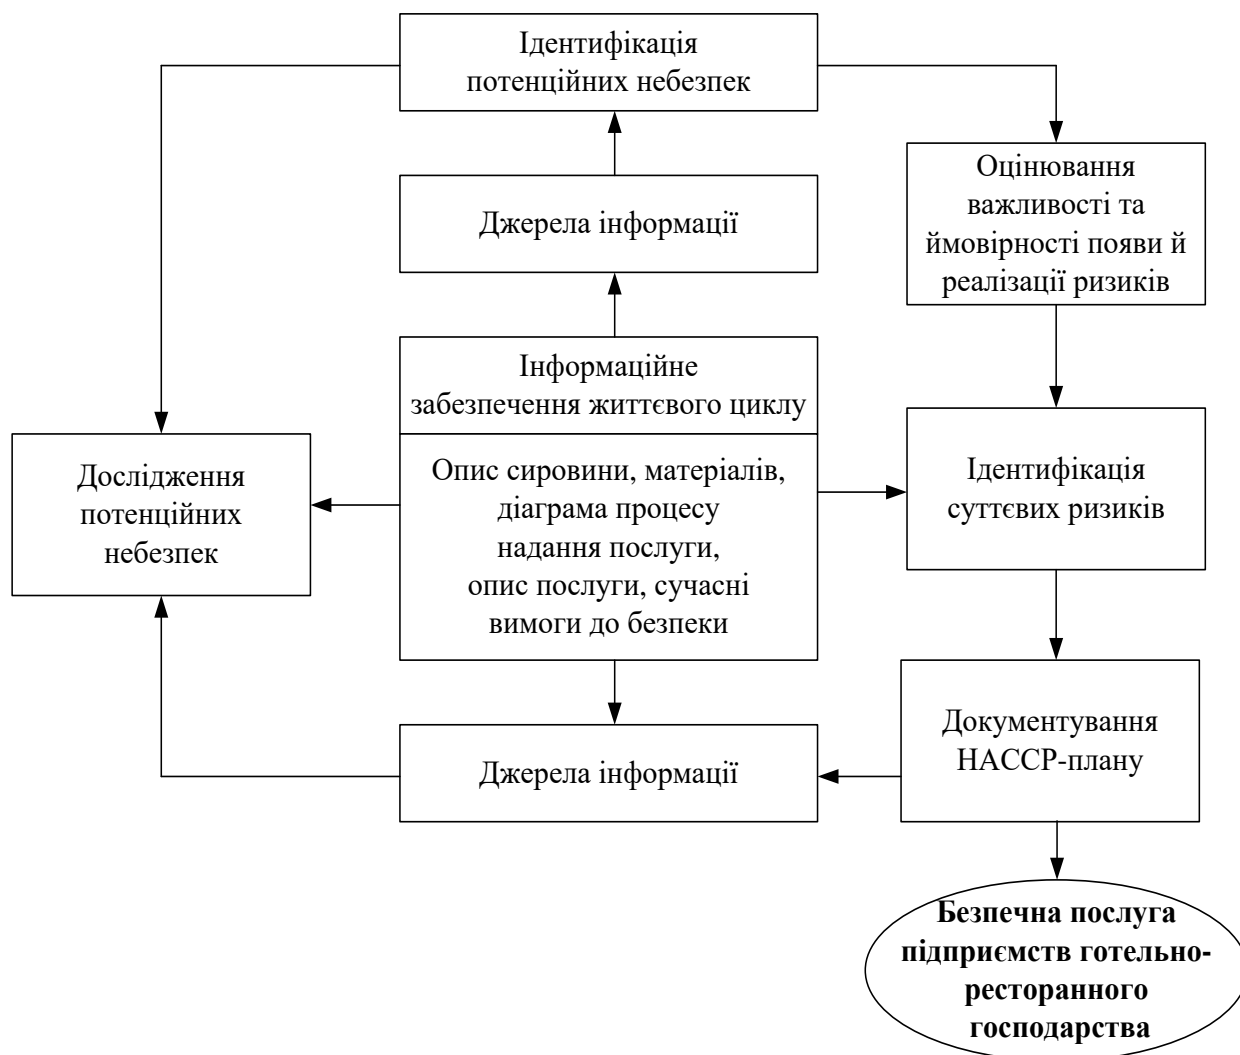 Ідентифікація
потенційних небезпек
Джерела інформації
Оцінювання
важливості та
ймовірності появи й
реалізації ризиків
Інформаційне
забезпечення життєвого циклу
Опис сировини, матеріалів,
діаграма процесу
надання послуги,
опис послуги, сучасні
вимоги до безпеки
Дослідження
потенційних
небезпек
Ідентифікація
суттєвих ризиків
Джерела інформації
Документування
НАССР-плану
Безпечна послуга
підприємств готельно-
ресторанного
господарства